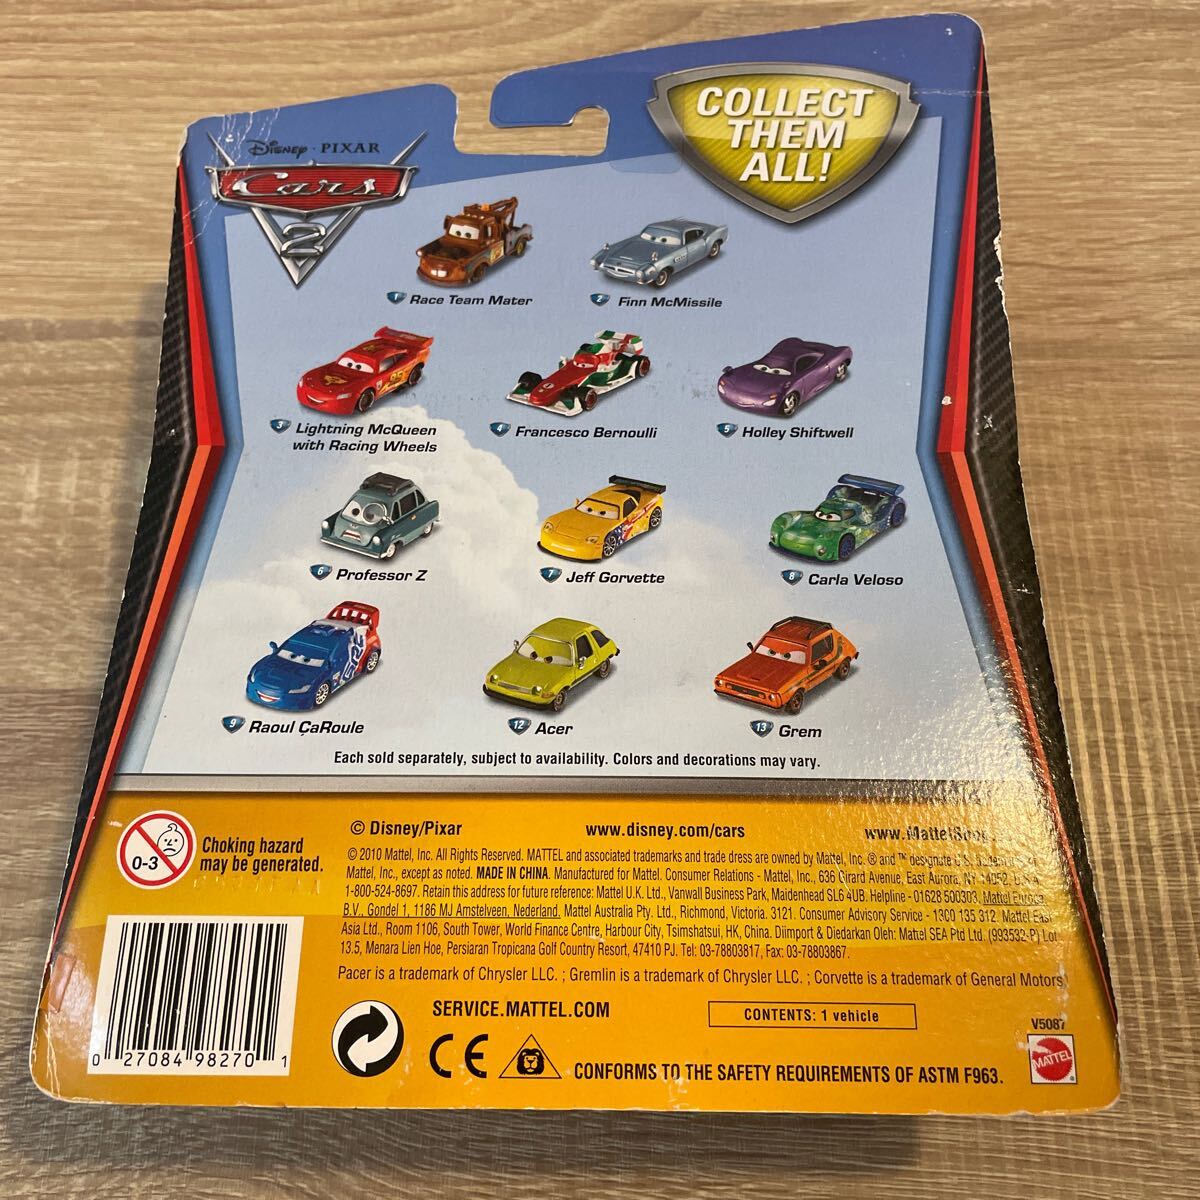 Disney · PIXAR
Cars
2
COLLECT
THEM
ALL!
1 Race Team Mater
2 Finn McMissile
3 Lightning McQueen
with Racing Wheels
4 Francesco Bernoulli
5 Holley Shiftwell
6 Professor Z
7 Jeff Gorvette
8 Carla Veloso
9 Raoul ÇaRoule
12 Acer
13 Grem
Each sold separately, subject to availability. Colors and decorations may vary.
0-3
Choking hazard
may be generated.
© Disney/Pixar
www.disney.com/cars
© 2010 Mattel, Inc. All Rights Reserved. MATTEL and associated trademarks and trade dress are owned by Mattel, Inc. ® and ™ designate U.S.
Mattel, Inc., except as noted. MADE IN CHINA. Manufactured for Mattel. Consumer Relations - Mattel, Inc., 636 Girard Avenue, East Aurora, NY 14052, U.S.A.
1-800-524-8697. Retain this address for future reference: Mattel U.K. Ltd., Vanwall Business Park, Maidenhead SL6 4UB. Helpline - 01628 500303. Mattel Europa
B.V., Gondel 1, 1186 MJ Amstelveen, Nederland. Mattel Australia Pty. Ltd., Richmond, Victoria. 3121. Consumer Advisory Service - 1300 135 312. Mattel East
Asia Ltd., Room 1106, South Tower, World Finance Centre, Harbour City, Tsimshatsui, HK, China. Diimport & Diedarkan Oleh: Mattel SEA Ptd Ltd. (993532-P) Lot
13.5, Menara Lien Hoe, Persiaran Tropicana Golf Country Resort, 47410 PJ. Tel: 03-78803817, Fax: 03-78803867.
Pacer is a trademark of Chrysler LLC. ; Gremlin is a trademark of Chrysler LLC. ; Corvette is a trademark of General Motors
SERVICE.MATTEL.COM
CONTENTS: 1 vehicle
V5087
0 27084 98270 1
CE
CONFORMS TO THE SAFETY REQUIREMENTS OF ASTM F963.
MATTEL